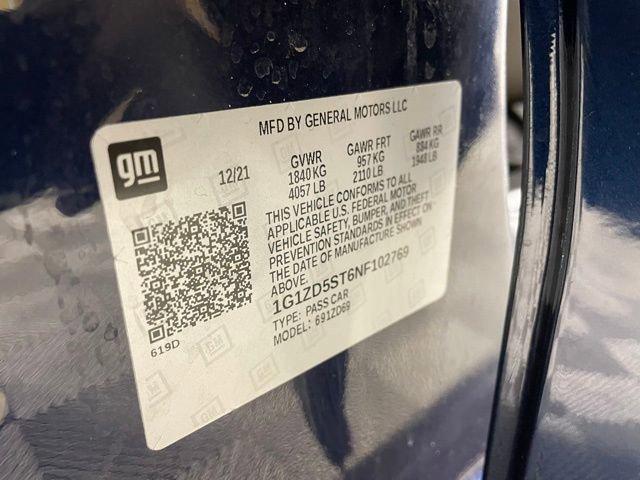 MFD BY GENERAL MOTORS LLC
gm
12/21
GVWR
1840 KG
4057 LB
GAWR FRT
957 KG
2110 LB
GAWR RR
884 KG
1948 LB
THIS VEHICLE CONFORMS TO ALL
APPLICABLE U.S. FEDERAL MOTOR
VEHICLE SAFETY, BUMPER, AND THEFT
PREVENTION STANDARDS IN EFFECT ON
THE DATE OF MANUFACTURE SHOWN
ABOVE.
1G1ZD5ST6NF102769
TYPE: PASS CAR
MODEL: 691ZD69
619D